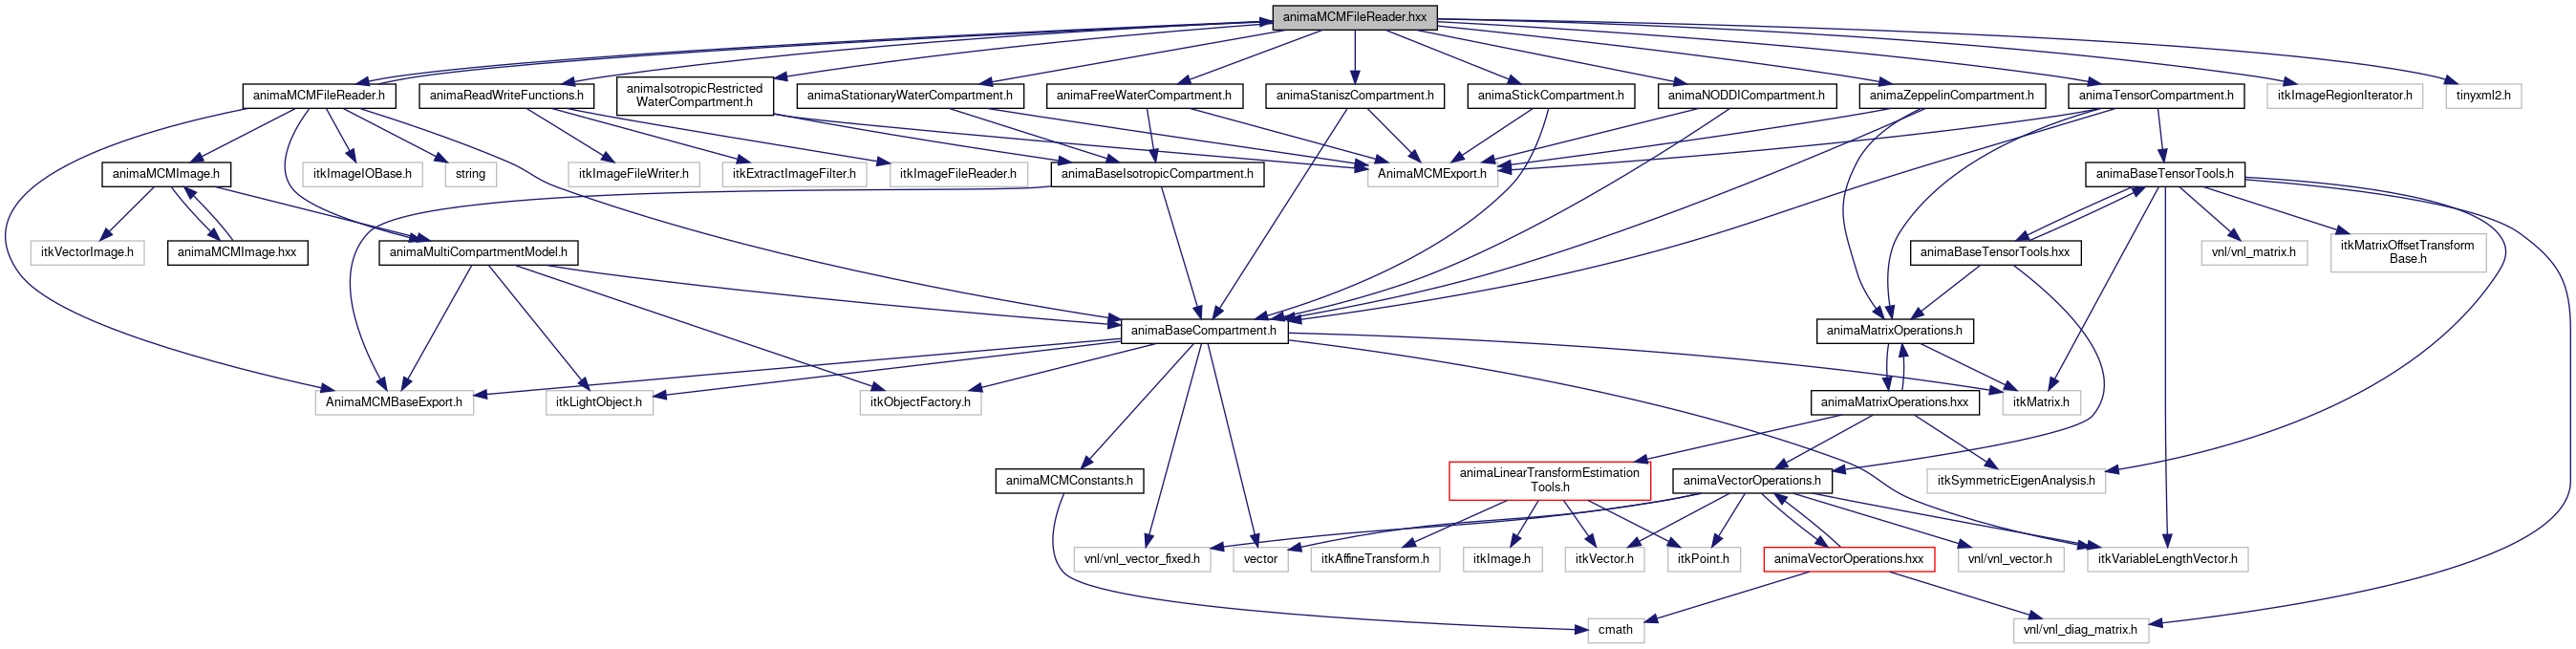 animaMCMFileReader.hxx
animaMCMFileReader.h
animaReadWriteFunctions.h
animaIsotropicRestricted
WaterCompartment.h
animaStationaryWaterCompartment.h
animaFreeWaterCompartment.h
animaStaniszCompartment.h
animaStickCompartment.h
animaNODDICompartment.h
animaZeppelinCompartment.h
animaTensorCompartment.h
itkImageRegionIterator.h
tinyxml2.h
animaMCMImage.h
itkImageIOBase.h
string
itkImageFileWriter.h
itkExtractImageFilter.h
itkImageFileReader.h
animaBaseIsotropicCompartment.h
AnimaMCMExport.h
animaBaseTensorTools.h
itkVectorImage.h
animaMCMImage.hxx
animaMultiCompartmentModel.h
animaBaseTensorTools.hxx
vnl/vnl_matrix.h
itkMatrixOffsetTransform
Base.h
animaBaseCompartment.h
animaMatrixOperations.h
AnimaMCMBaseExport.h
itkLightObject.h
itkObjectFactory.h
animaMatrixOperations.hxx
itkMatrix.h
animaMCMConstants.h
animaLinearTransformEstimation
Tools.h
animaVectorOperations.h
itkSymmetricEigenAnalysis.h
vnl/vnl_vector_fixed.h
vector
itkAffineTransform.h
itkImage.h
itkVector.h
itkPoint.h
animaVectorOperations.hxx
vnl/vnl_vector.h
itkVariableLengthVector.h
cmath
vnl/vnl_diag_matrix.h